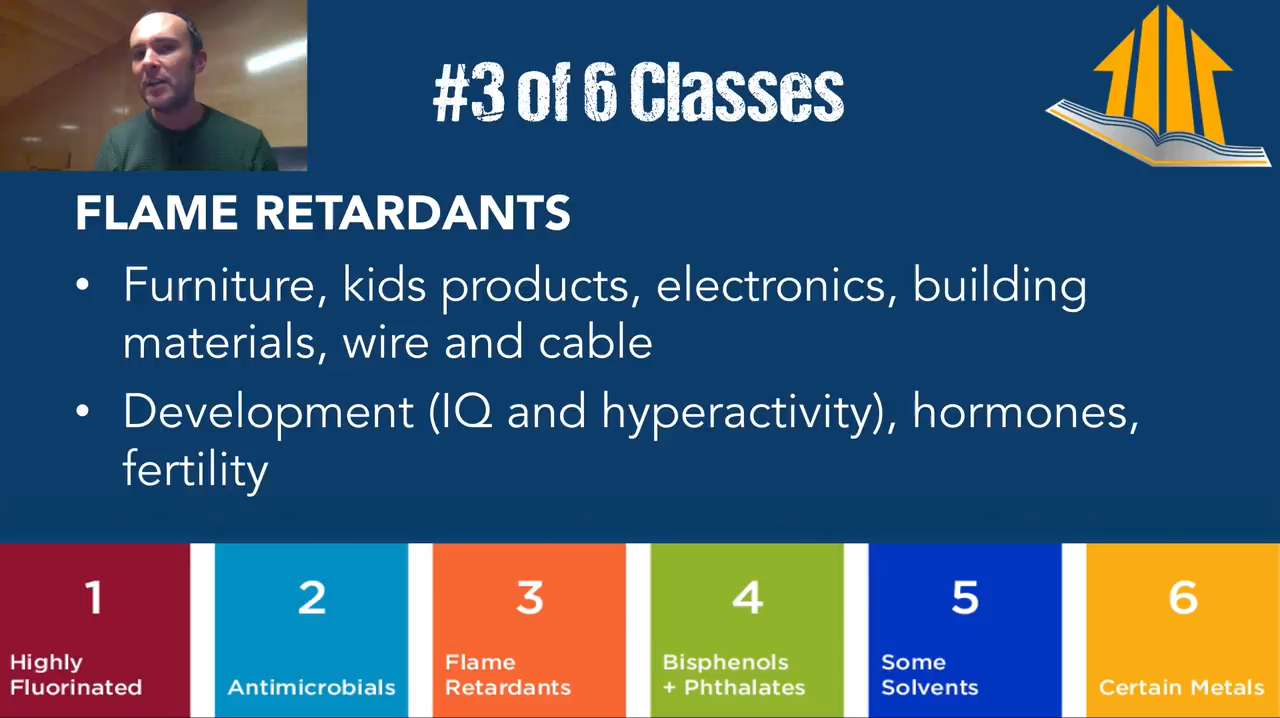 #3 of 6 Classes
FLAME RETARDANTS
• Furniture, kids products, electronics, building
materials, wire and cable
• Development (IQ and hyperactivity), hormones,
fertility
1
Highly
Fluorinated
2
Antimicrobials
3
Flame
Retardants
4
Bisphenols
+ Phthalates
5
Some
Solvents
6
Certain Metals